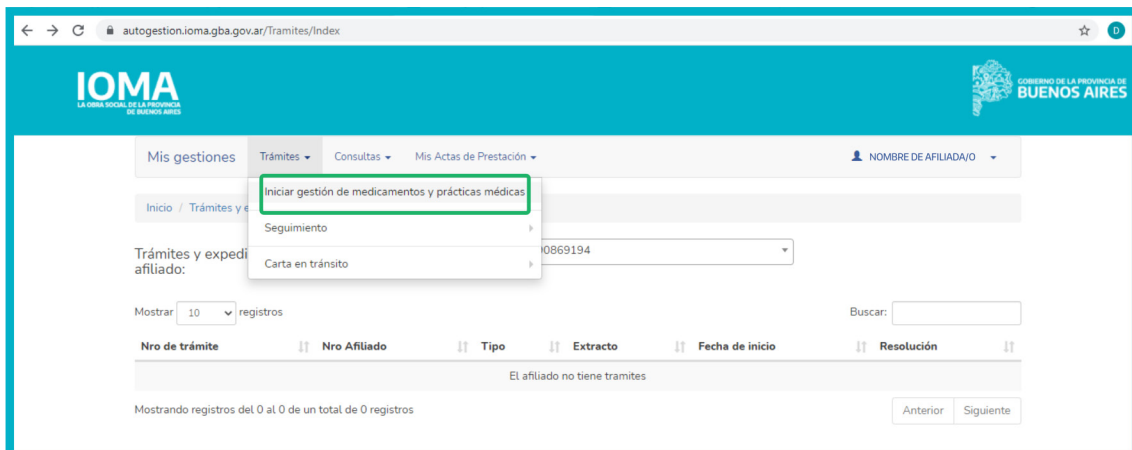 autogestion.ioma.gba.gov.ar/Tramites/Index
D
IOMA
LA OBRA SOCIAL DE LA PROVINCIA
DE BUENOS AIRES
GOBIERNO DE LA PROVINCIA DE
BUENOS AIRES
Mis gestiones Trámites Consultas Mis Actas de Prestación NOMBRE DE AFILIADA/O
Iniciar gestión de medicamentos y prácticas médicas
Inicio / Trámites y e
Seguimiento
Trámites y expedi 00869194
afiliado:
Carta en tránsito
Mostrar 10 registros Buscar:
Nro de trámite Nro Afiliado Tipo Extracto Fecha de inicio Resolución
El afiliado no tiene tramites
Mostrando registros del 0 al 0 de un total de 0 registros Anterior Siguiente